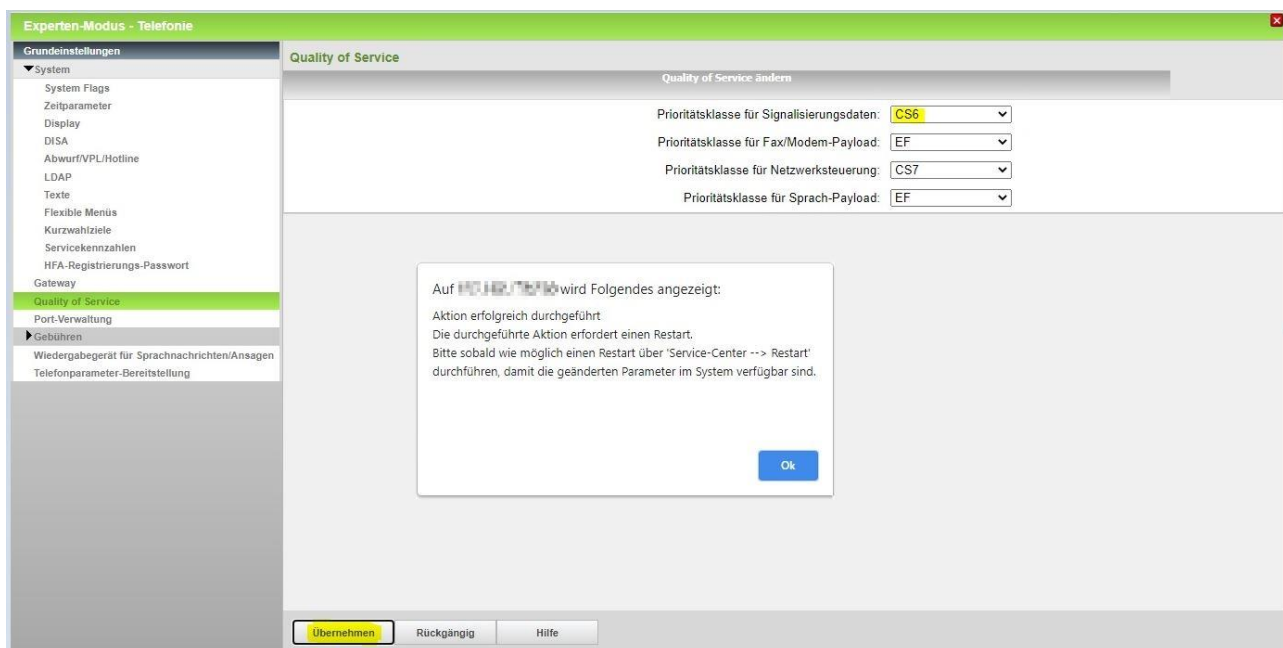 Experten-Modus - Telefonie
Grundeinstellungen
System
System Flags
Zeitparameter
Display
DISA
Abwurf/VPL/Hotline
LDAP
Texte
Flexible Menüs
Kurzwahlziele
Servicekennzahlen
HFA-Registrierungs-Passwort
Gateway
Quality of Service
Port-Verwaltung
Gebühren
Wiedergabegerät für Sprachnachrichten/Ansagen
Telefonparameter-Bereitstellung
Quality of Service
Quality of Service ändern
Prioritätsklasse für Signalisierungsdaten: CS6
Prioritätsklasse für Fax/Modem-Payload: EF
Prioritätsklasse für Netzwerksteuerung: CS7
Prioritätsklasse für Sprach-Payload: EF
Auf wird Folgendes angezeigt:
Aktion erfolgreich durchgeführt
Die durchgeführte Aktion erfordert einen Restart.
Bitte sobald wie möglich einen Restart über 'Service-Center --> Restart'
durchführen, damit die geänderten Parameter im System verfügbar sind.
Ok
Übernehmen Rückgängig Hilfe